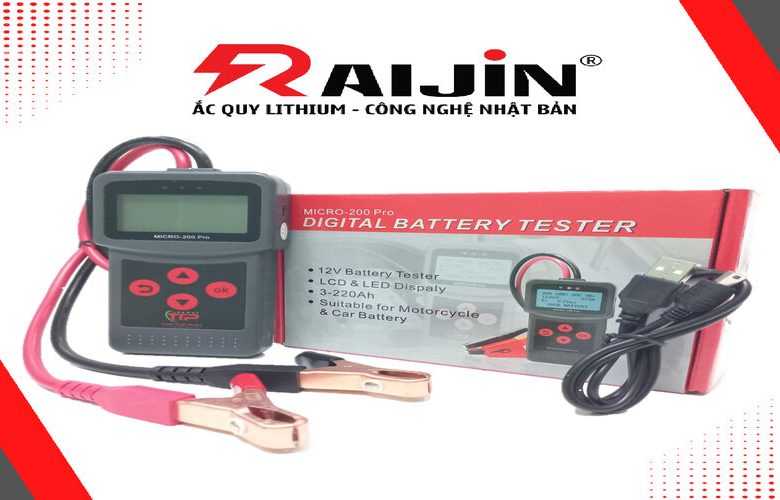 RAIJIN®
ẮC QUY LITHIUM - CÔNG NGHỆ NHẬT BẢN
MICRO-200 Pro
DIGITAL BATTERY TESTER
• 12V Battery Tester
• LCD & LED Dispaly
• 3-220Ah
• Suitable for Motorcycle
& Car Battery
MICRO-200 Pro
ok
TTP